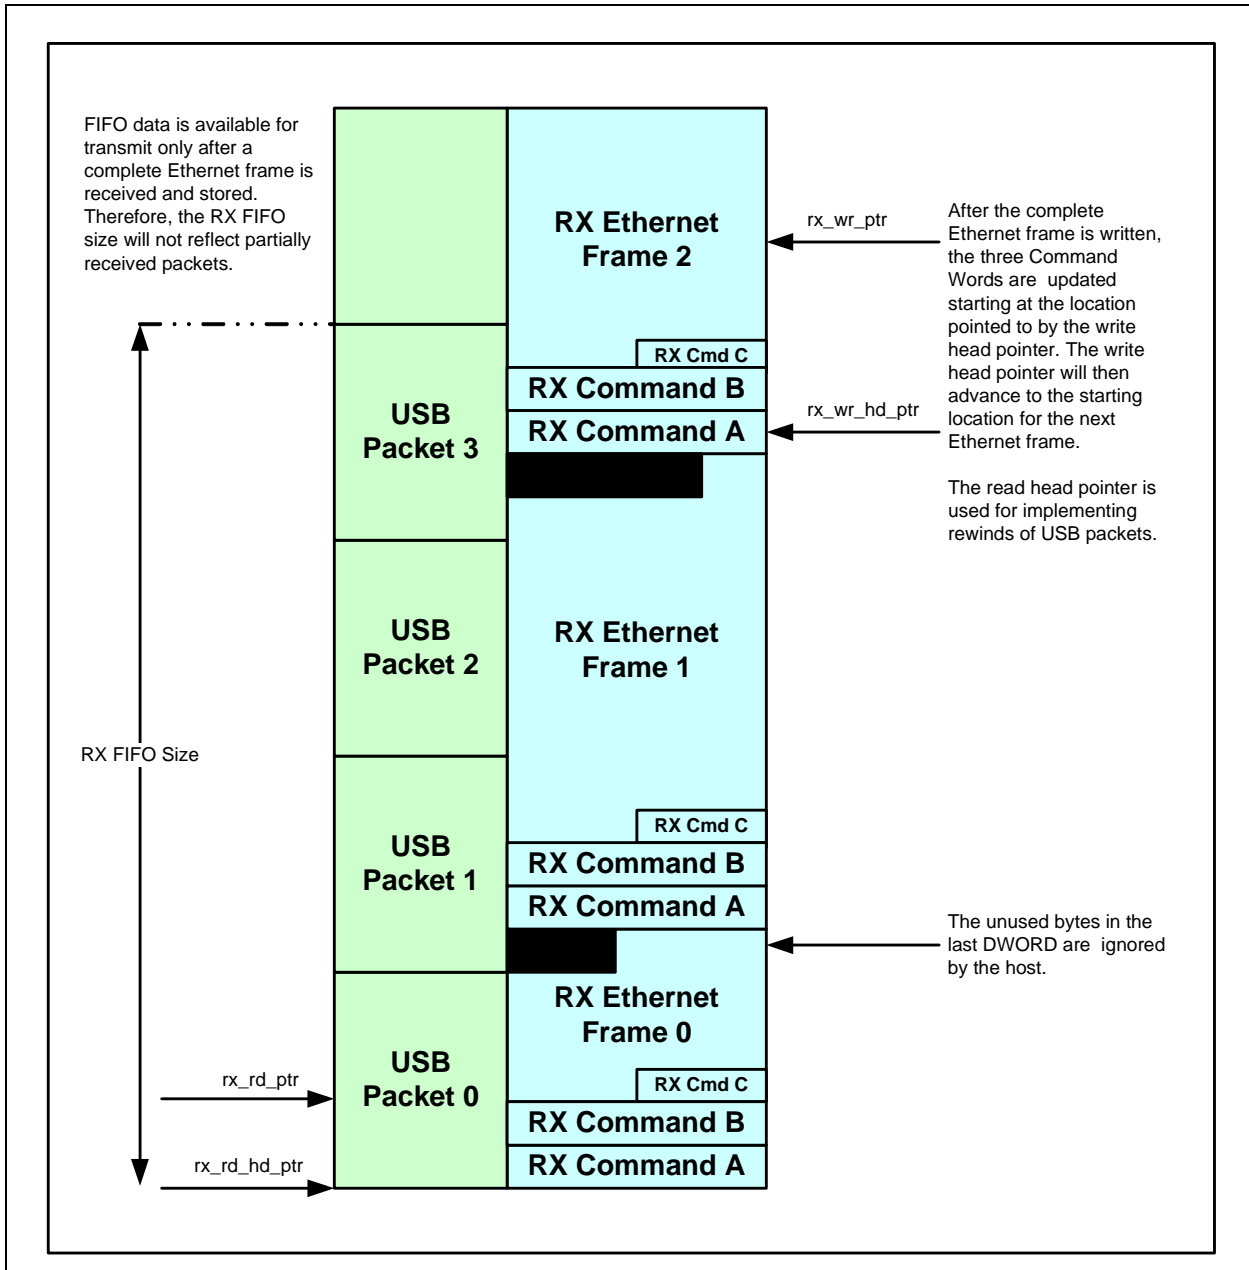 FIFO data is available for
transmit only after a
complete Ethernet frame is
received and stored.
Therefore, the RX FIFO
size will not reflect partially
received packets.
RX Ethernet
Frame 2
rx_wr_ptr
After the complete
Ethernet frame is written,
the three Command
Words are updated
starting at the location
pointed to by the write
head pointer. The write
head pointer will then
advance to the starting
location for the next
Ethernet frame.
The read head pointer is
used for implementing
rewinds of USB packets.
RX Cmd C
RX Command B
RX Command A
rx_wr_hd_ptr
USB
Packet 3
USB
Packet 2
RX Ethernet
Frame 1
RX FIFO Size
USB
Packet 1
RX Cmd C
RX Command B
RX Command A
The unused bytes in the
last DWORD are ignored
by the host.
RX Ethernet
Frame 0
USB
Packet 0
RX Cmd C
RX Command B
RX Command A
rx_rd_ptr
rx_rd_hd_ptr